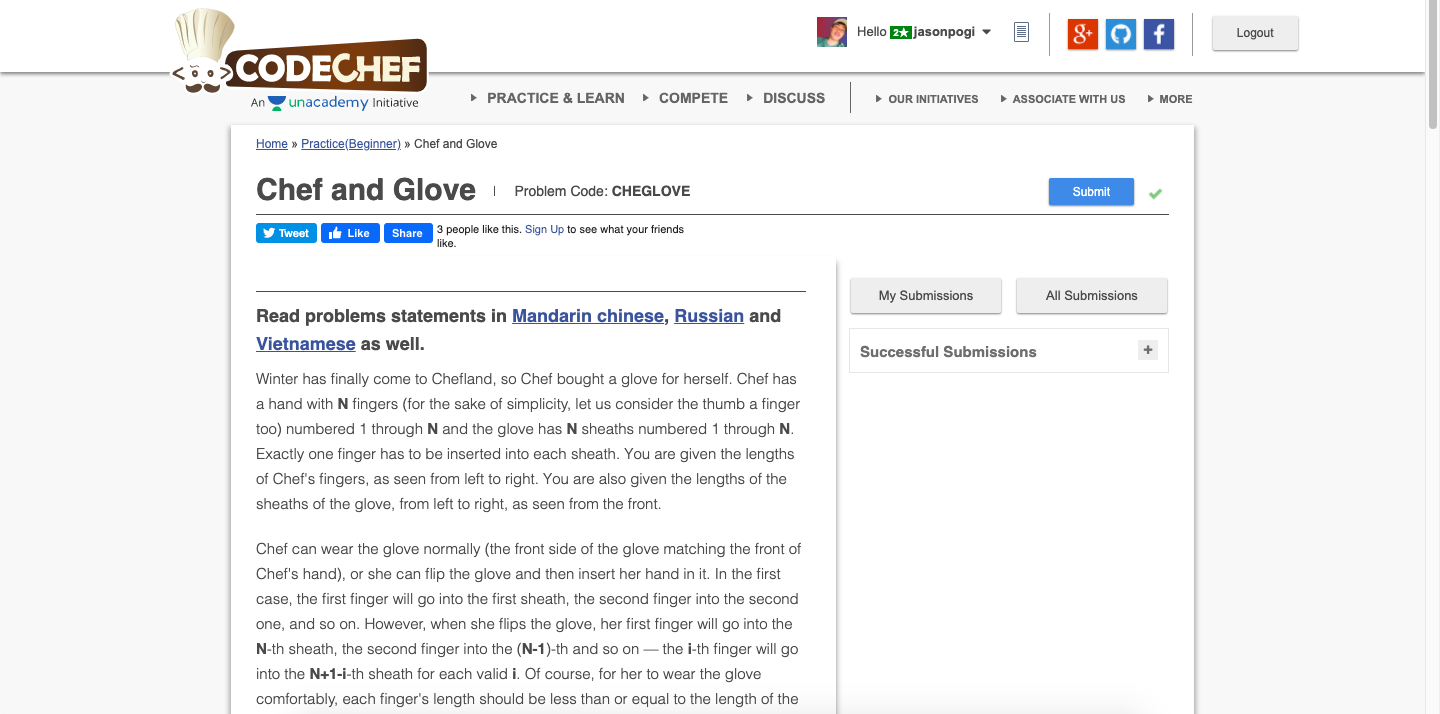 Hello 2★ jasonpogi
Logout
CODECHEF
An unacademy Initiative
PRACTICE & LEARN COMPETE DISCUSS OUR INITIATIVES ASSOCIATE WITH US MORE
Home » Practice(Beginner) » Chef and Glove
Chef and Glove | Problem Code: CHEGLOVE
Submit
Tweet Like Share 3 people like this. Sign Up to see what your friends
like.
My Submissions All Submissions
Successful Submissions +
Read problems statements in Mandarin chinese, Russian and
Vietnamese as well.
Winter has finally come to Chefland, so Chef bought a glove for herself. Chef has
a hand with N fingers (for the sake of simplicity, let us consider the thumb a finger
too) numbered 1 through N and the glove has N sheaths numbered 1 through N.
Exactly one finger has to be inserted into each sheath. You are given the lengths
of Chef's fingers, as seen from left to right. You are also given the lengths of the
sheaths of the glove, from left to right, as seen from the front.
Chef can wear the glove normally (the front side of the glove matching the front of
Chef's hand), or she can flip the glove and then insert her hand in it. In the first
case, the first finger will go into the first sheath, the second finger into the second
one, and so on. However, when she flips the glove, her first finger will go into the
N-th sheath, the second finger into the (N-1)-th and so on — the i-th finger will go
into the N+1-i-th sheath for each valid i. Of course, for her to wear the glove
comfortably, each finger's length should be less than or equal to the length of the